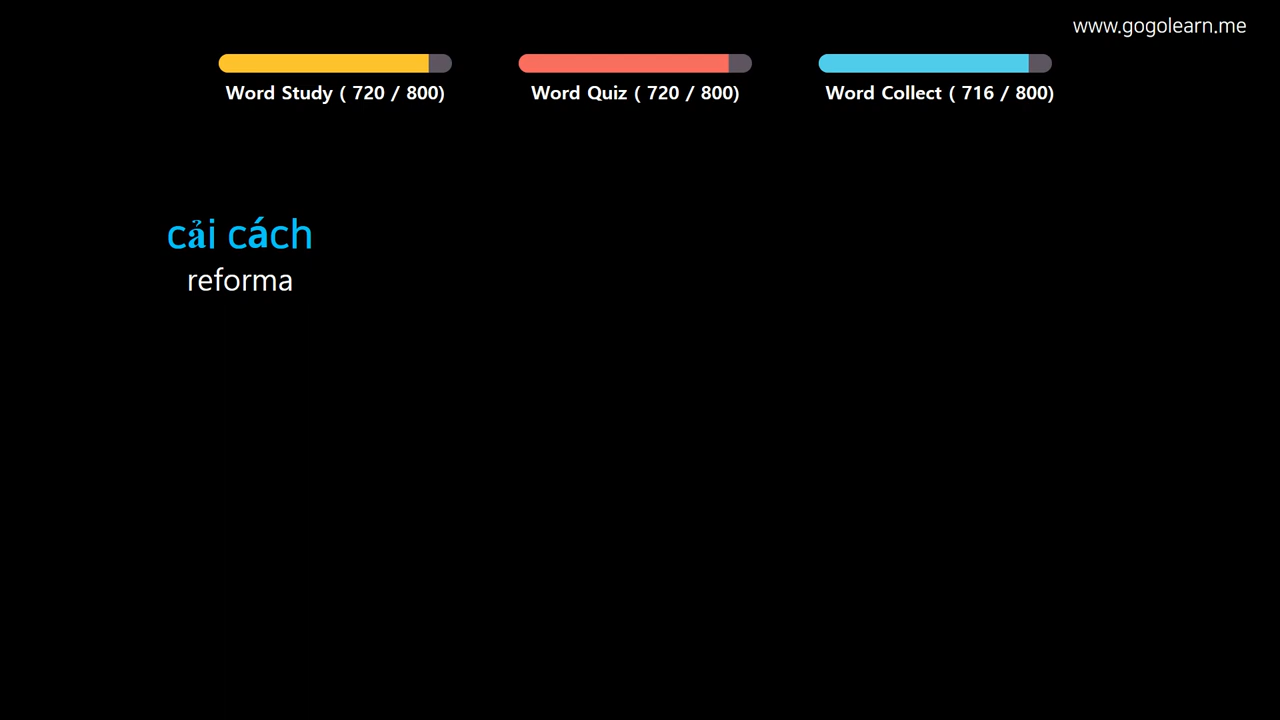 www.gogolearn.me
Word Study ( 720 / 800)
Word Quiz ( 720 / 800)
Word Collect ( 716 / 800)
cải cách
reforma